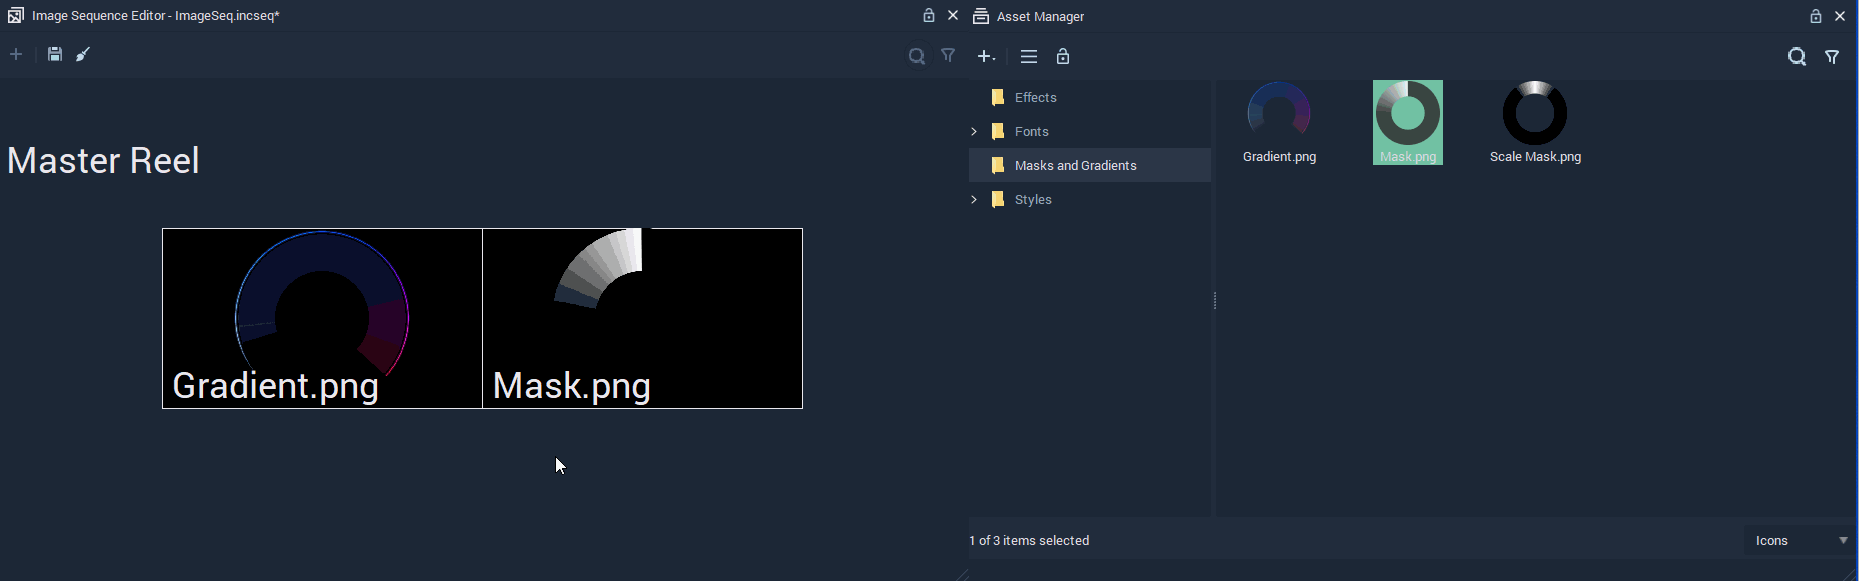 Image Sequence Editor - ImageSeq.incseq*
Master Reel
Gradient.png
Mask.png
Asset Manager
Effects
Fonts
Masks and Gradients
Styles
Gradient.png
Mask.png
Scale Mask.png
1 of 3 items selected
Icons